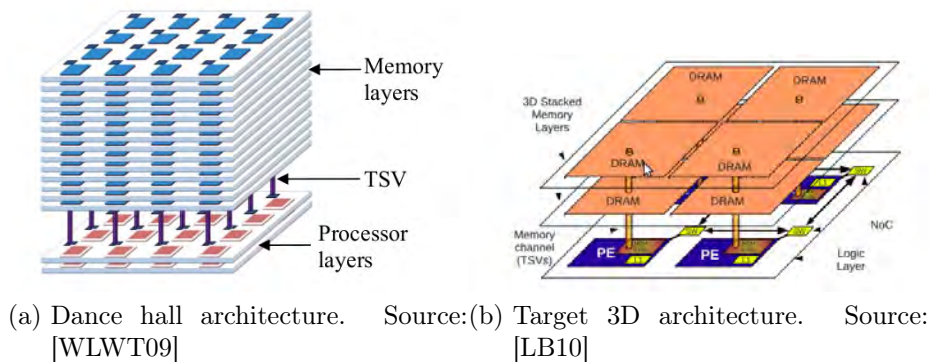 Memory
layers
TSV
Processor
layers
3D Stacked
Memory
Layers
DRAM
DRAM
DRAM
DRAM
DRAM
DRAM
Memory
channel
(TSVs)
PE
PE
NoC
Logic
Layer
(a) Dance hall architecture. Source:
[WLWT09]
(b) Target 3D architecture. Source:
[LB10]